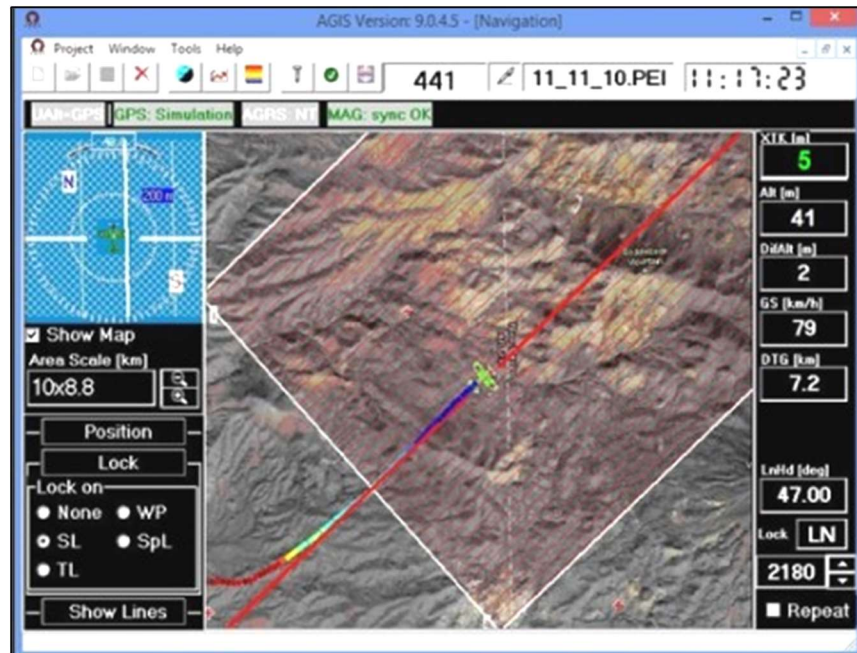 AGIS Version: 9.0.4.5 - [Navigation]
Project Window Tools Help
441 11_11_10.PEI 11:17:23
UAlt-GPS GPS: Simulation AGRS: NT MAG: sync OK
XTK [m]
5
N
200 m
S
Alt [m]
41
DifAlt [m]
2
GS [km/h]
79
DTG [km]
7.2
LnHd [deg]
47.00
Lock LN
2180
Repeat
Show Map
Area Scale [km]
10x8.8
Position
Lock
Lock on
None WP
SL SpL
TL
Show Lines